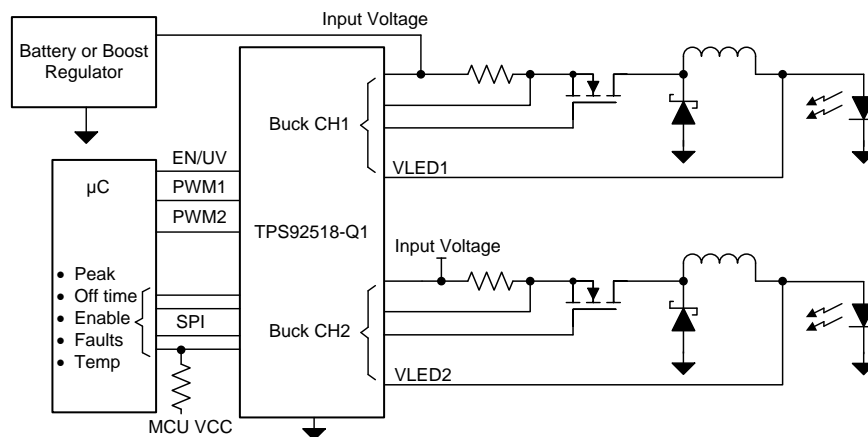 Input Voltage
Battery or Boost
Regulator
Buck CH1
EN/UV
VLED1
µC
PWM1
PWM2
TPS92518-Q1
Input Voltage
• Peak
• Off time
• Enable
SPI
• Faults
Buck CH2
• Temp
VLED2
MCU VCC